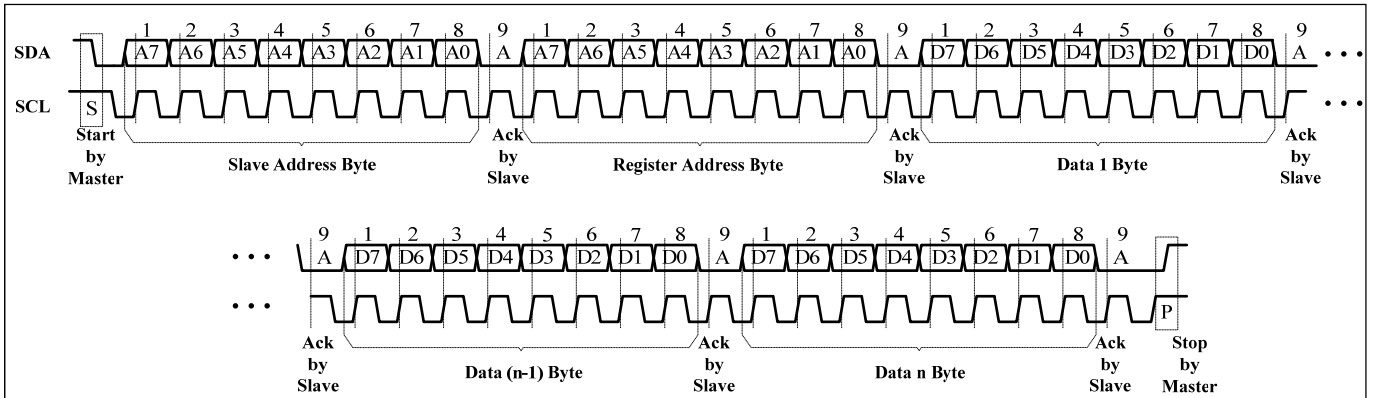 1 2 3 4 5 6 7 8 9 1 2 3 4 5 6 7 8 9 1 2 3 4 5 6 7 8 9
SDA A7 A6 A5 A4 A3 A2 A1 A0 A A7 A6 A5 A4 A3 A2 A1 A0 A D7 D6 D5 D4 D3 D2 D1 D0 A • • •
SCL S • • •
Start by Master
Slave Address Byte
Ack by Slave
Register Address Byte
Ack by Slave
Data 1 Byte
Ack by Slave
9 1 2 3 4 5 6 7 8 9 1 2 3 4 5 6 7 8 9
• • • A D7 D6 D5 D4 D3 D2 D1 D0 A D7 D6 D5 D4 D3 D2 D1 D0 A
• • • P
Ack by Slave
Data (n-1) Byte
Ack by Slave
Data n Byte
Ack by Slave
Stop by Master